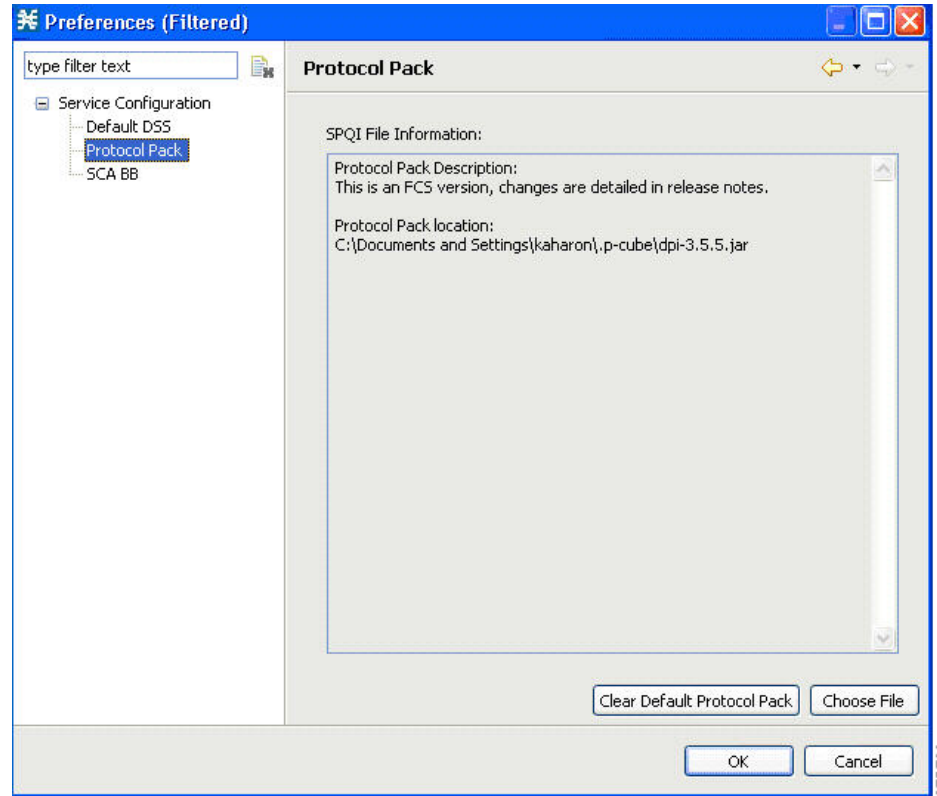 Preferences (Filtered)
type filter text
Service Configuration
Default DSS
Protocol Pack
SCA BB
Protocol Pack
SPQI File Information:
Protocol Pack Description:
This is an FCS version, changes are detailed in release notes.
Protocol Pack location:
C:\Documents and Settings\kaharon\.p-cube\dpi-3.5.5.jar
Clear Default Protocol Pack
Choose File
OK
Cancel